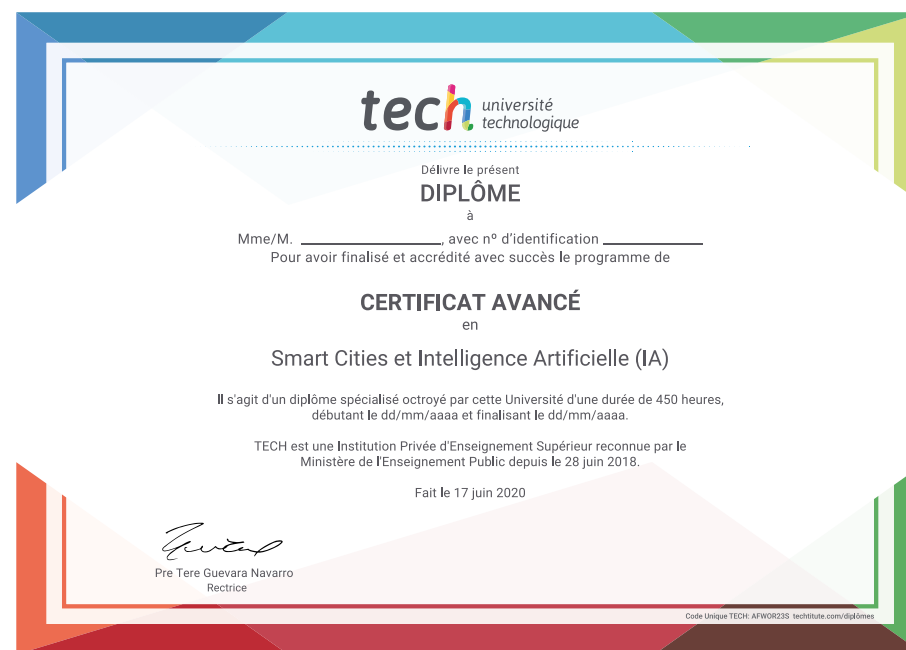 tech université
technologique
Délivre le présent
DIPLÔME
à
Mme/M. ____________________, avec nº d'identification ______________
Pour avoir finalisé et accrédité avec succès le programme de
CERTIFICAT AVANCÉ
en
Smart Cities et Intelligence Artificielle (IA)
Il s'agit d'un diplôme spécialisé octroyé par cette Université d'une durée de 450 heures,
débutant le dd/mm/aaaa et finalisant le dd/mm/aaaa.
TECH est une Institution Privée d'Enseignement Supérieur reconnue par le
Ministère de l'Enseignement Public depuis le 28 juin 2018.
Fait le 17 juin 2020
Pre Tere Guevara Navarro
Rectrice
Code Unique TECH: AFWOR23S techtitute.com/diplômes